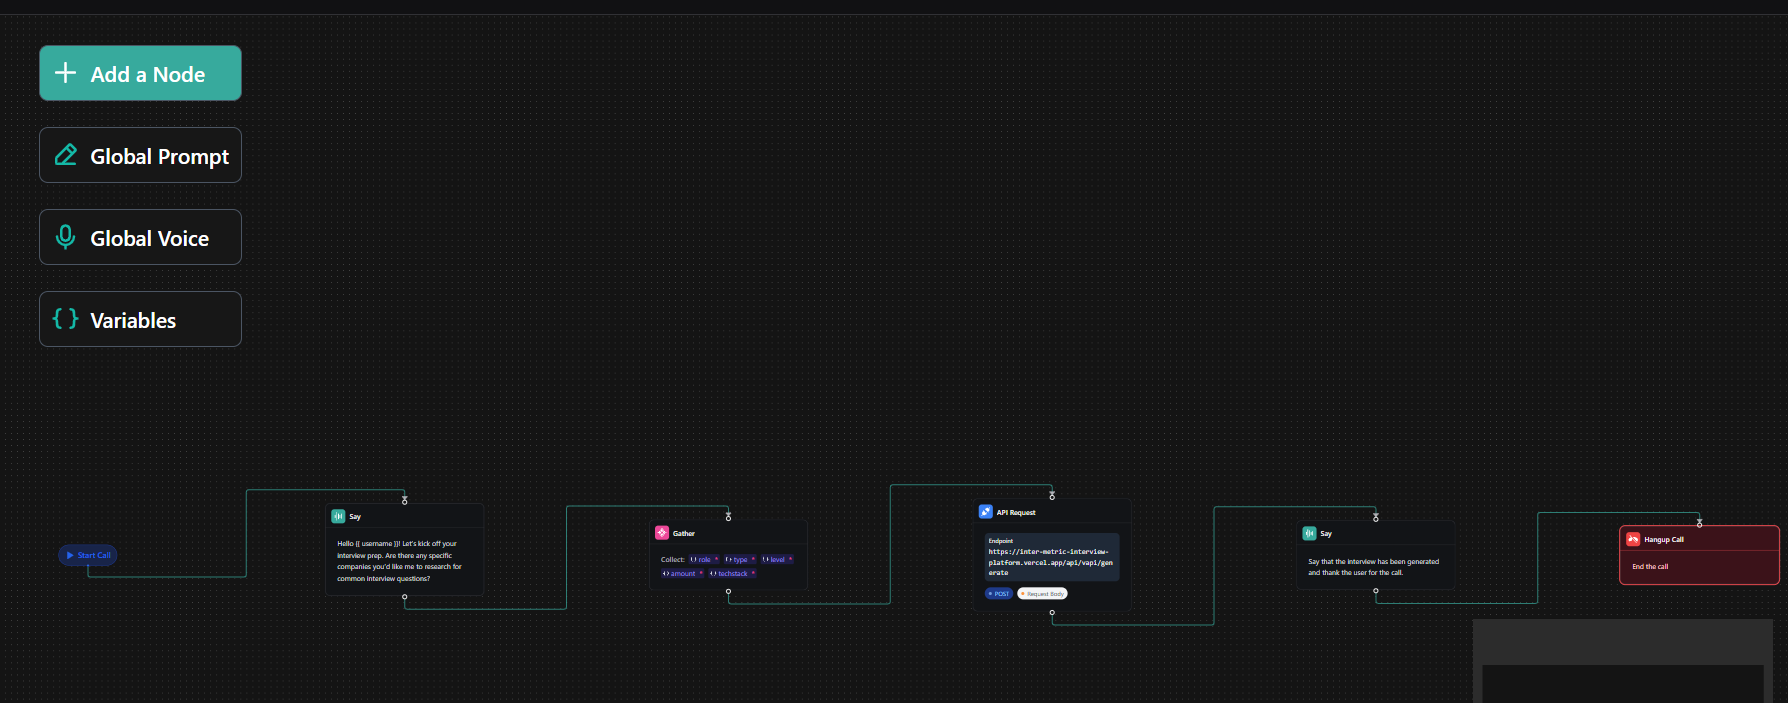 Add a Node
Global Prompt
Global Voice
{ } Variables
Start Call
Say
Hello {{ username }}! Let's kick off your
interview prep. Are there any specific
companies you'd like me to research for
common interview questions?
Gather
Collect: role * type * level *
amount * techstack *
API Request
Endpoint
https://inter-metric-interview-
platform.vercel.app/api/vapi/gen
erate
POST Request Body
Say
Say that the interview has been generated
and thank the user for the call.
Hangup Call
End the call